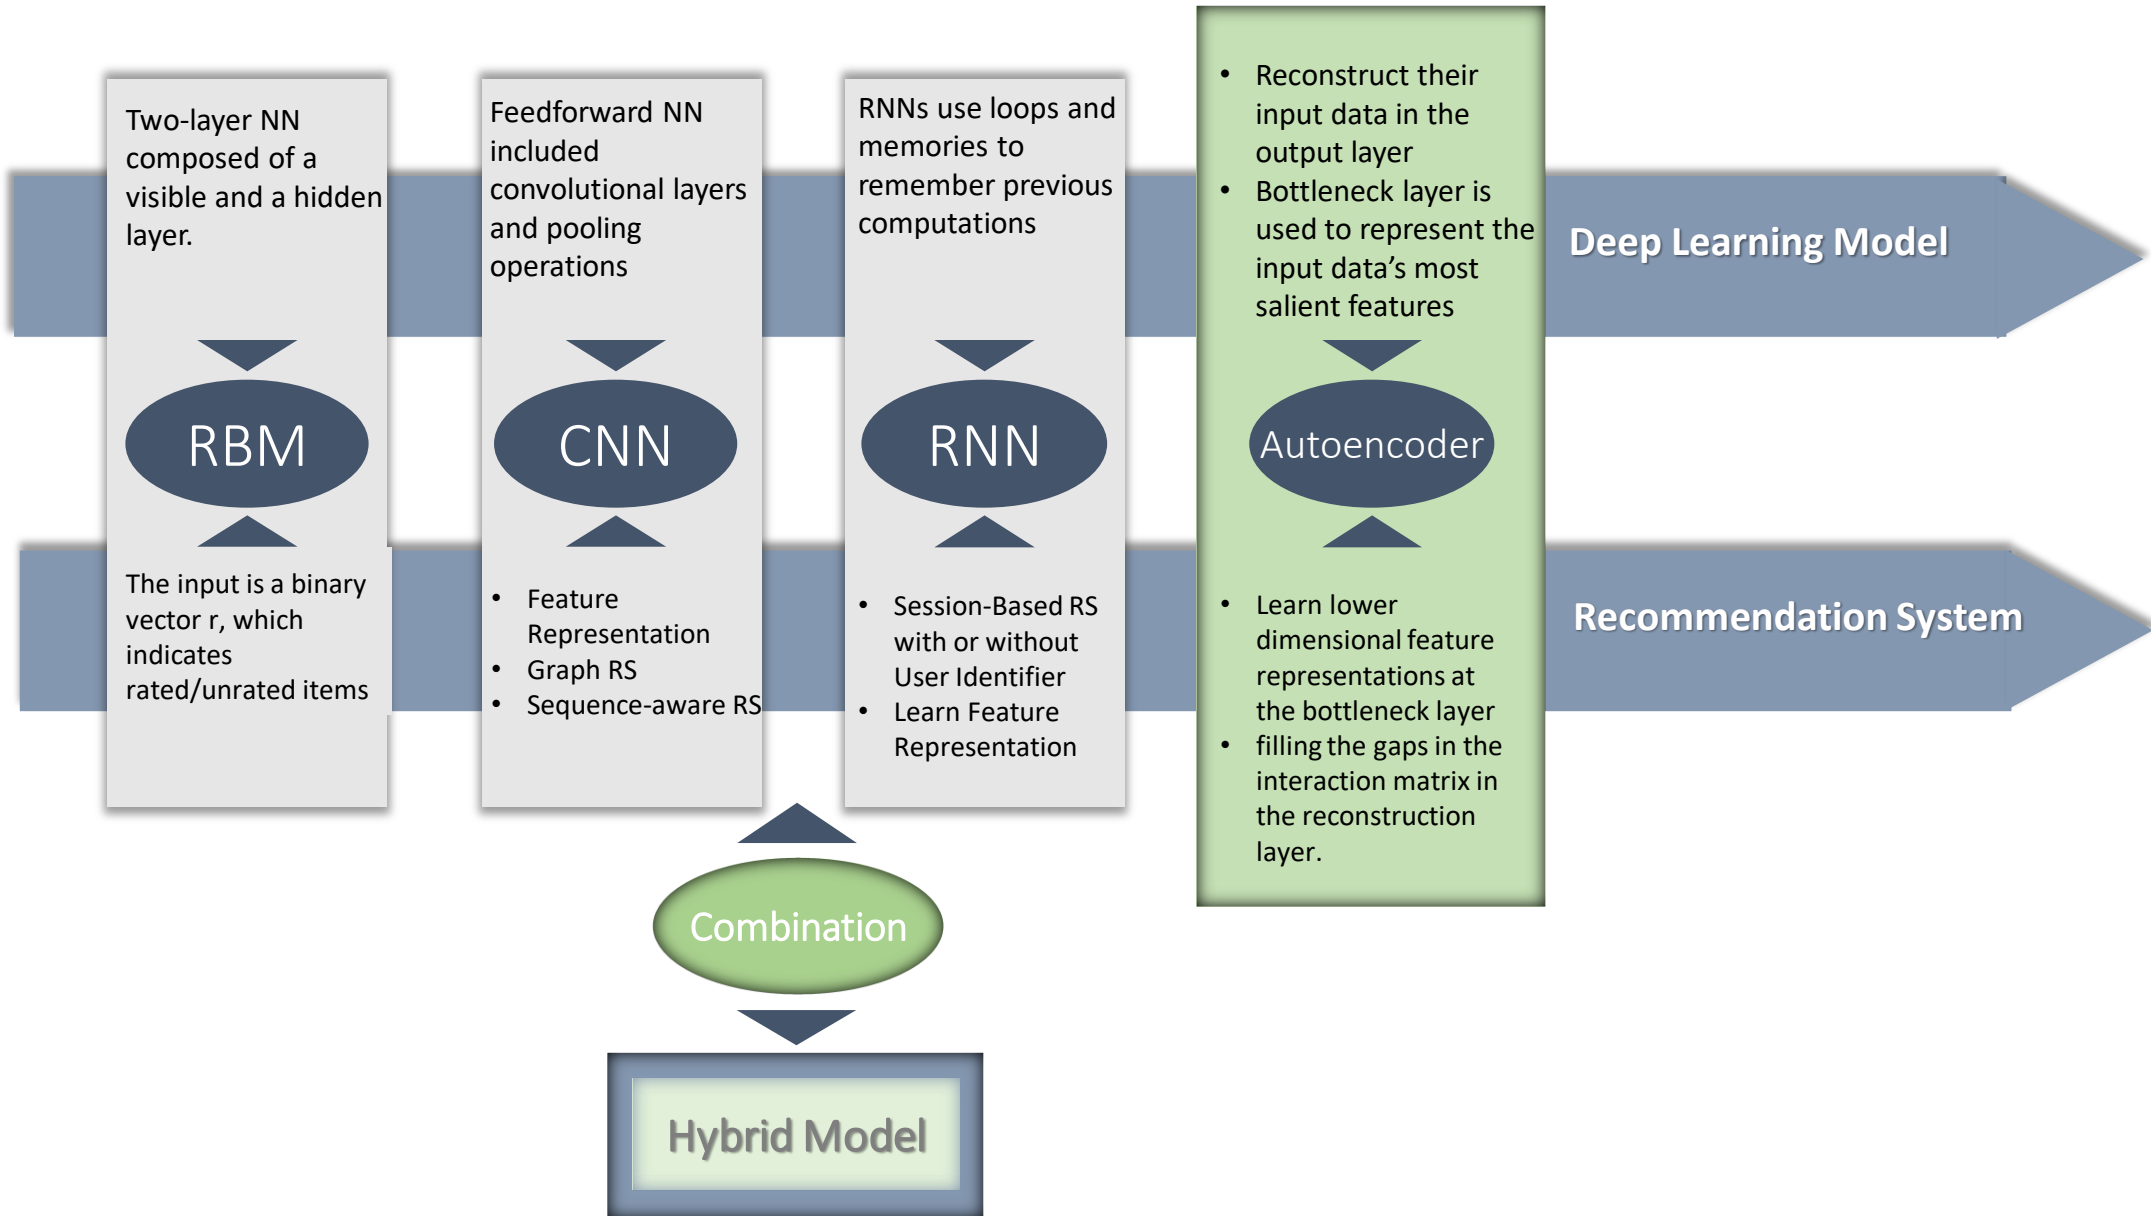 Two-layer NN
composed of a
visible and a hidden
layer.
RBM
The input is a binary
vector r, which
indicates
rated/unrated items
Feedforward NN
included
convolutional layers
and pooling
operations
CNN
• Feature
Representation
• Graph RS
• Sequence-aware RS
RNNs use loops and
memories to
remember previous
computations
RNN
• Session-Based RS
with or without
User Identifier
• Learn Feature
Representation
• Reconstruct their
input data in the
output layer
• Bottleneck layer is
used to represent the
input data’s most
salient features
Autoencoder
• Learn lower
dimensional feature
representations at
the bottleneck layer
• filling the gaps in the
interaction matrix in
the reconstruction
layer.
Deep Learning Model
Recommendation System
Combination
Hybrid Model